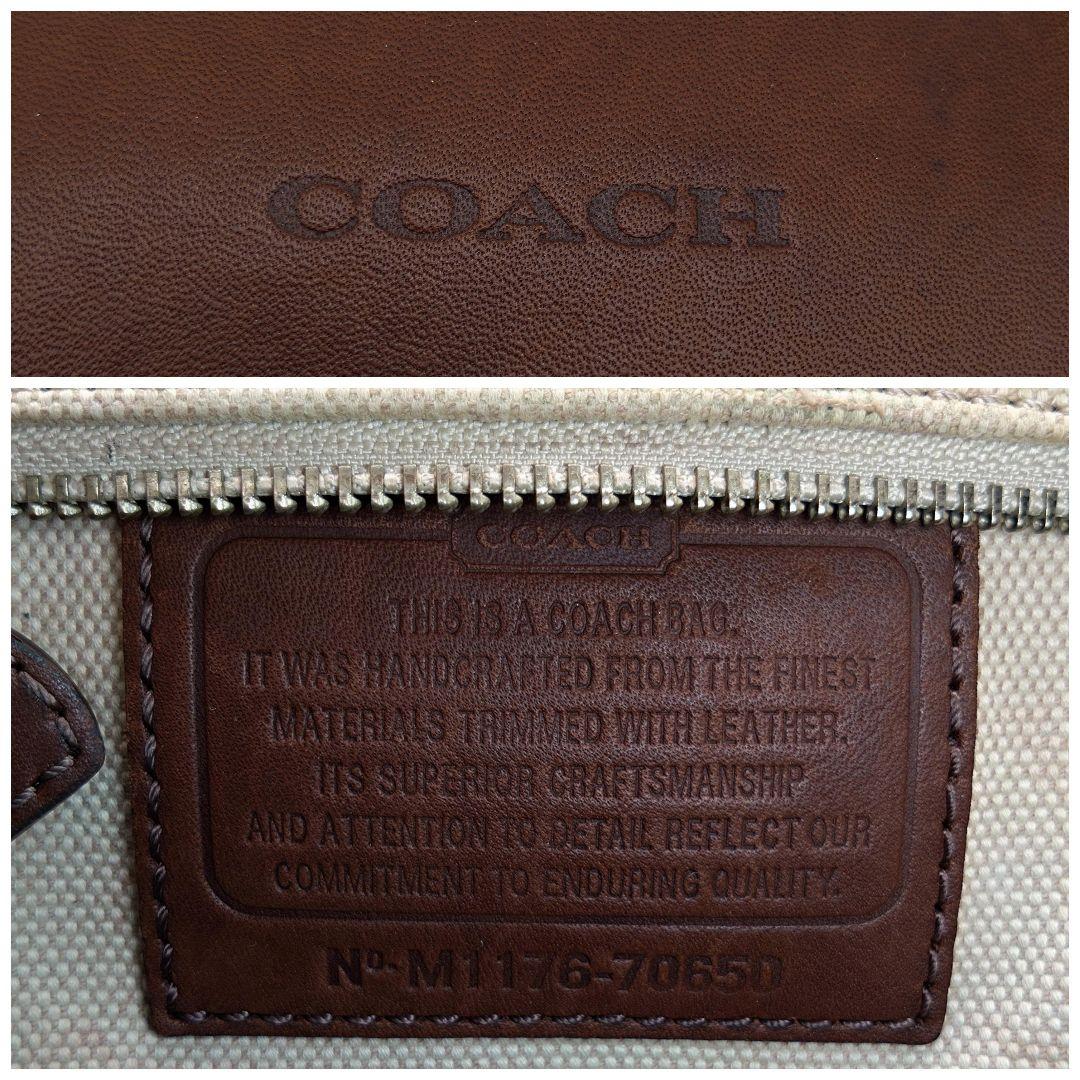 COACH
COACH
THIS IS A COACH BAG.
IT WAS HANDCRAFTED FROM THE FINEST
MATERIALS TRIMMED WITH LEATHER.
ITS SUPERIOR CRAFTSMANSHIP
AND ATTENTION TO DETAIL REFLECT OUR
COMMITMENT TO ENDURING QUALITY.
Nº-M1176-70650